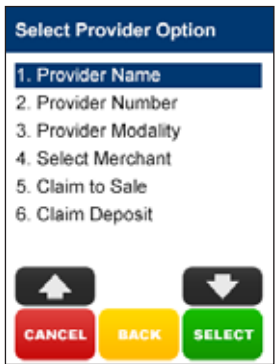 Select Provider Option
1. Provider Name
2. Provider Number
3. Provider Modality
4. Select Merchant
5. Claim to Sale
6. Claim Deposit
CANCEL BACK SELECT